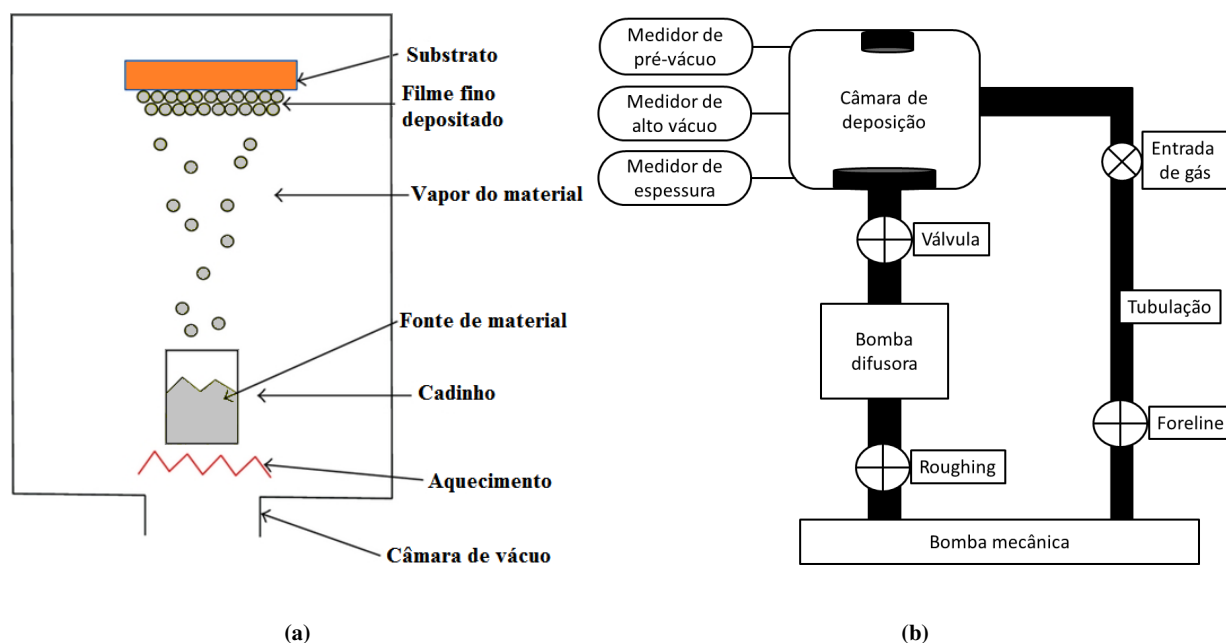 Substrato
Filme fino
depositado
Vapor do material
Fonte de material
Cadinho
Aquecimento
Câmara de vácuo
(a)
Medidor de
pré-vácuo
Medidor de
alto vácuo
Medidor de
espessura
Câmara de
deposição
Entrada
de gás
Válvula
Tubulação
Bomba
difusora
Foreline
Roughing
Bomba mecânica
(b)